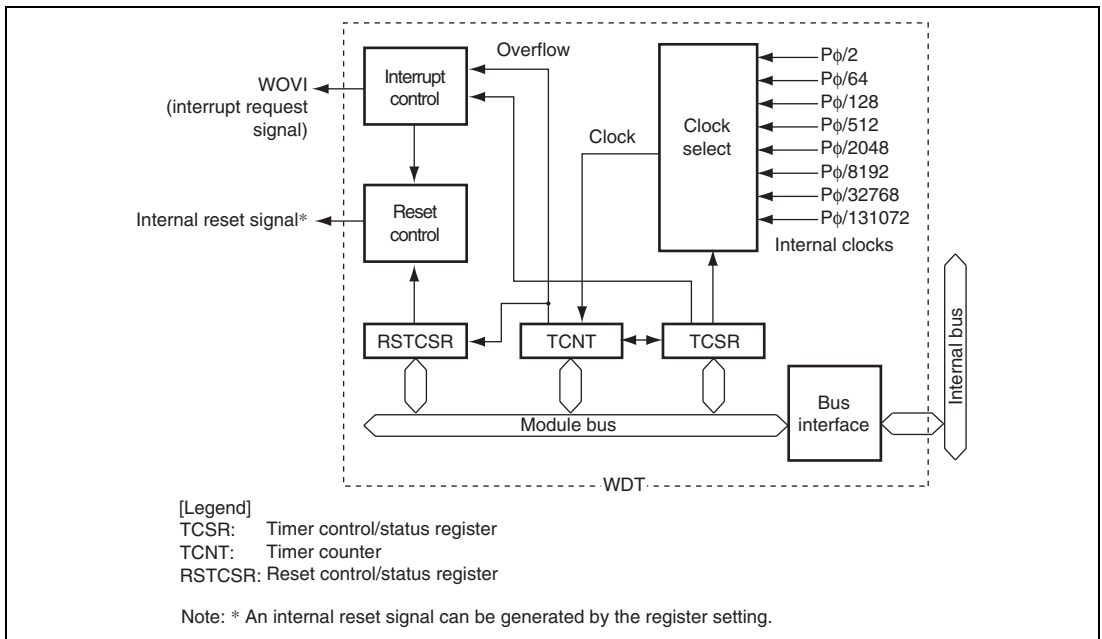 Overflow
Interrupt
control
WOVI
(interrupt request
signal)
Clock
Clock
select
Pϕ/2
Pϕ/64
Pϕ/128
Pϕ/512
Pϕ/2048
Pϕ/8192
Pϕ/32768
Pϕ/131072
Internal clocks
Internal reset signal*
Reset
control
RSTCSR
TCNT
TCSR
Module bus
Bus
interface
Internal bus
WDT
[Legend]
TCSR: Timer control/status register
TCNT: Timer counter
RSTCSR: Reset control/status register
Note: * An internal reset signal can be generated by the register setting.